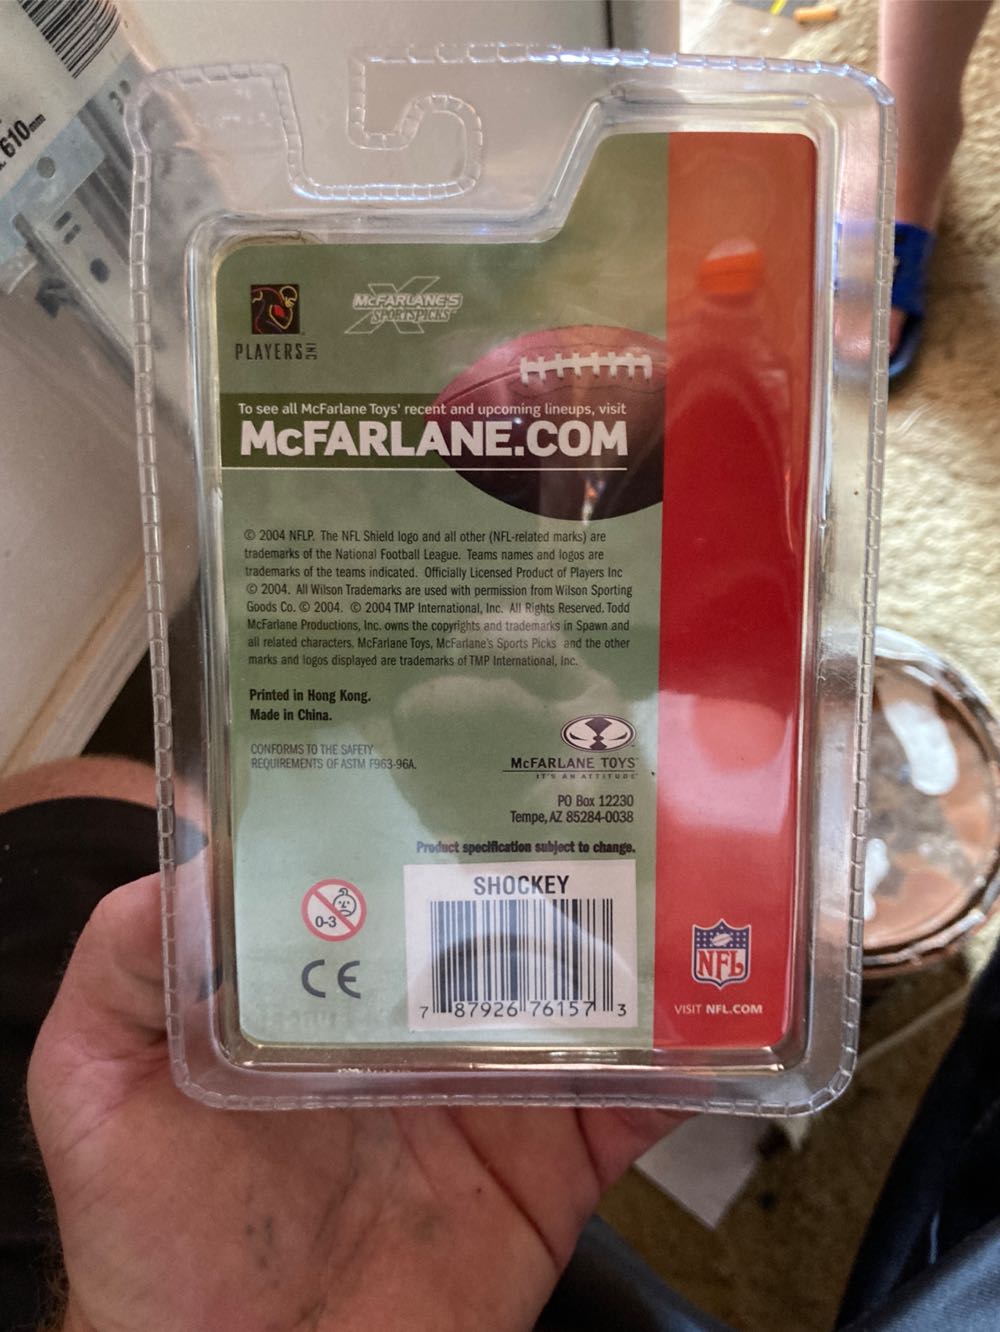 610mm
PLAYERS INC
McFARLANE'S
SPORTSPICKS
To see all McFarlane Toys' recent and upcoming lineups, visit
McFARLANE.COM
© 2004 NFLP. The NFL Shield logo and all other (NFL-related marks) are
trademarks of the National Football League. Teams names and logos are
trademarks of the teams indicated. Officially Licensed Product of Players Inc
© 2004. All Wilson Trademarks are used with permission from Wilson Sporting
Goods Co. © 2004. © 2004 TMP International, Inc. All Rights Reserved. Todd
McFarlane Productions, Inc. owns the copyrights and trademarks in Spawn and
all related characters. McFarlane Toys, McFarlane's Sports Picks and the other
marks and logos displayed are trademarks of TMP International, Inc.
Printed in Hong Kong.
Made in China.
CONFORMS TO THE SAFETY
REQUIREMENTS OF ASTM F963-96A.
McFARLANE TOYS™
IT'S AN ATTITUDE
PO Box 12230
Tempe, AZ 85284-0038
Product specification subject to change.
0-3
CE
SHOCKEY
7 87926 76157 3
NFL
VISIT NFL.COM